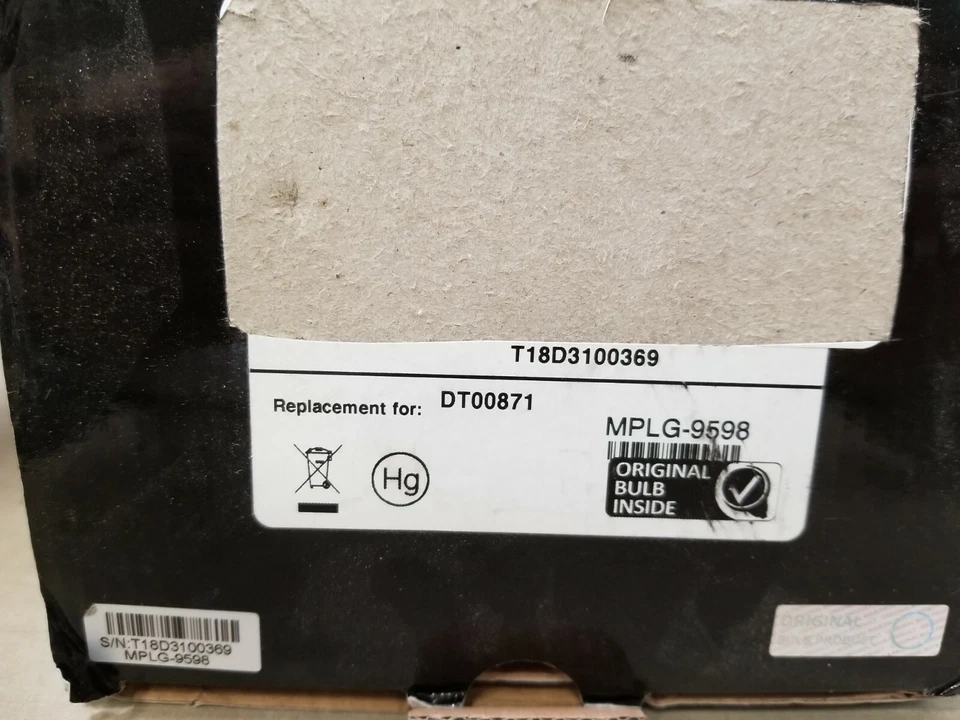 T18D3100369
Replacement for: DT00871
MPLG-9598
Hg
ORIGINAL
BULB
INSIDE
S/N:T18D3100369
MPLG-9598
ORIGINAL